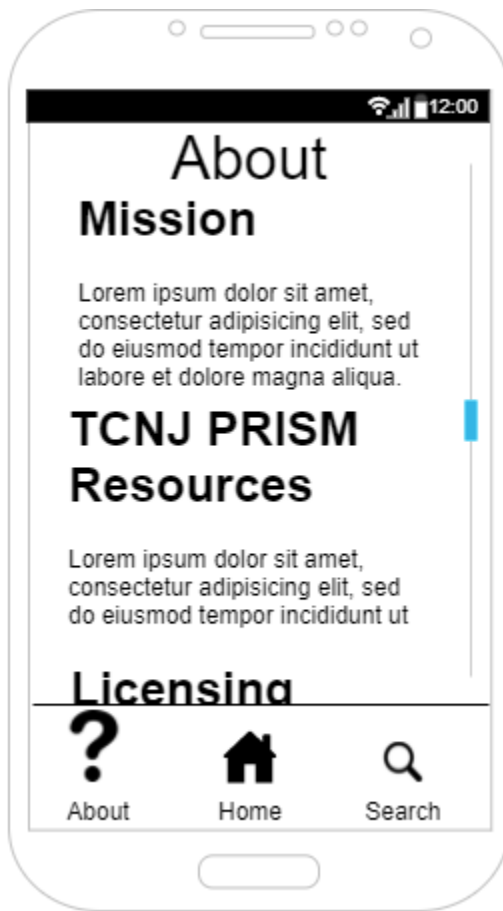 12:00
About
Mission
Lorem ipsum dolor sit amet,
consectetur adipisicing elit, sed
do eiusmod tempor incididunt ut
labore et dolore magna aliqua.
TCNJ PRISM
Resources
Lorem ipsum dolor sit amet,
consectetur adipisicing elit, sed
do eiusmod tempor incididunt ut
Licensing
?
About
Home
Search